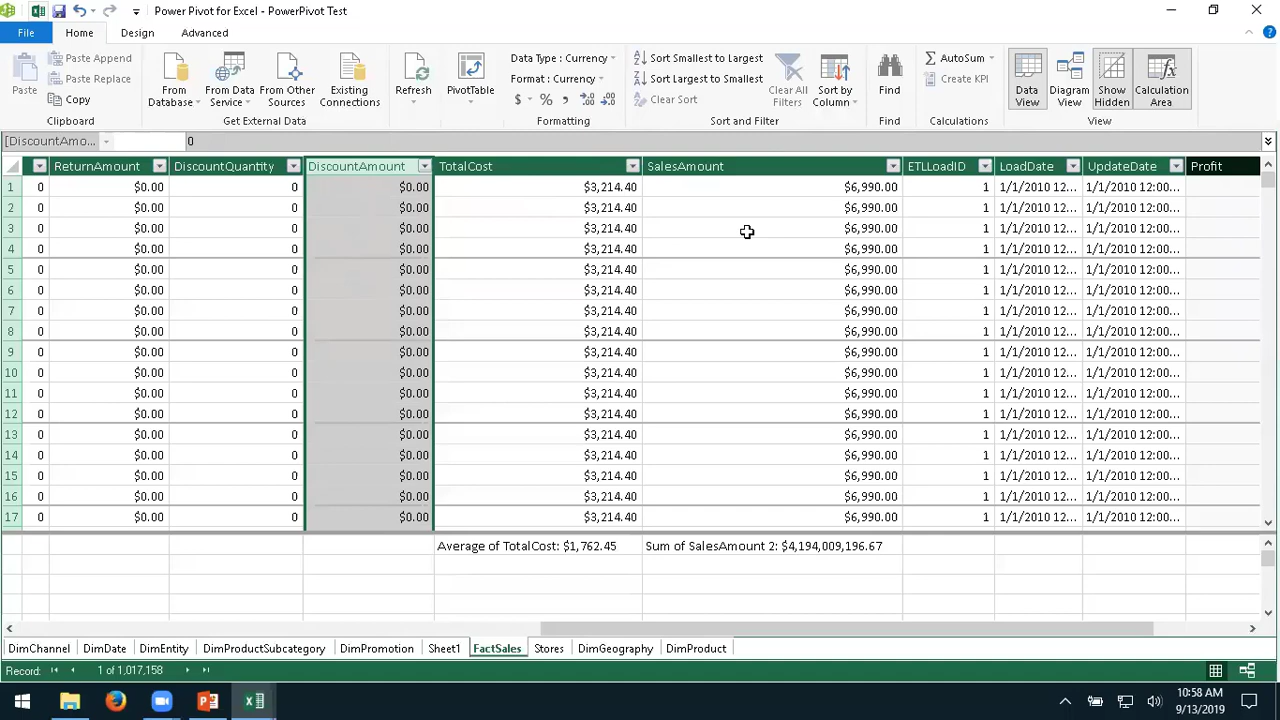 Power Pivot for Excel - PowerPivot Test
File Home Design Advanced
Paste
Paste Append
Paste Replace
Copy
Clipboard
From Database
From Data Service
From Other Sources
Existing Connections
Get External Data
Refresh
PivotTable
Data Type : Currency
Format : Currency
$ % ,
Formatting
Sort Smallest to Largest
Sort Largest to Smallest
Clear Sort
Clear All Filters
Sort by Column
Sort and Filter
Find
Find
AutoSum
Create KPI
Calculations
Data View
Diagram View
Show Hidden
Calculation Area
View
[DiscountAmo... 0
ReturnAmount DiscountQuantity DiscountAmount TotalCost SalesAmount ETLLoadID LoadDate UpdateDate Profit
1 0 $0.00 0 $0.00 $3,214.40 $6,990.00 1 1/1/2010 12... 1/1/2010 12:00...
2 0 $0.00 0 $0.00 $3,214.40 $6,990.00 1 1/1/2010 12... 1/1/2010 12:00...
3 0 $0.00 0 $0.00 $3,214.40 $6,990.00 1 1/1/2010 12... 1/1/2010 12:00...
4 0 $0.00 0 $0.00 $3,214.40 $6,990.00 1 1/1/2010 12... 1/1/2010 12:00...
5 0 $0.00 0 $0.00 $3,214.40 $6,990.00 1 1/1/2010 12... 1/1/2010 12:00...
6 0 $0.00 0 $0.00 $3,214.40 $6,990.00 1 1/1/2010 12... 1/1/2010 12:00...
7 0 $0.00 0 $0.00 $3,214.40 $6,990.00 1 1/1/2010 12... 1/1/2010 12:00...
8 0 $0.00 0 $0.00 $3,214.40 $6,990.00 1 1/1/2010 12... 1/1/2010 12:00...
9 0 $0.00 0 $0.00 $3,214.40 $6,990.00 1 1/1/2010 12... 1/1/2010 12:00...
10 0 $0.00 0 $0.00 $3,214.40 $6,990.00 1 1/1/2010 12... 1/1/2010 12:00...
11 0 $0.00 0 $0.00 $3,214.40 $6,990.00 1 1/1/2010 12... 1/1/2010 12:00...
12 0 $0.00 0 $0.00 $3,214.40 $6,990.00 1 1/1/2010 12... 1/1/2010 12:00...
13 0 $0.00 0 $0.00 $3,214.40 $6,990.00 1 1/1/2010 12... 1/1/2010 12:00...
14 0 $0.00 0 $0.00 $3,214.40 $6,990.00 1 1/1/2010 12... 1/1/2010 12:00...
15 0 $0.00 0 $0.00 $3,214.40 $6,990.00 1 1/1/2010 12... 1/1/2010 12:00...
16 0 $0.00 0 $0.00 $3,214.40 $6,990.00 1 1/1/2010 12... 1/1/2010 12:00...
17 0 $0.00 0 $0.00 $3,214.40 $6,990.00 1 1/1/2010 12... 1/1/2010 12:00...
Average of TotalCost: $1,762.45 Sum of SalesAmount 2: $4,194,009,196.67
DimChannel DimDate DimEntity DimProductSubcategory DimPromotion Sheet1 FactSales Stores DimGeography DimProduct
Record: 1 of 1,017,158
10:58 AM
9/13/2019